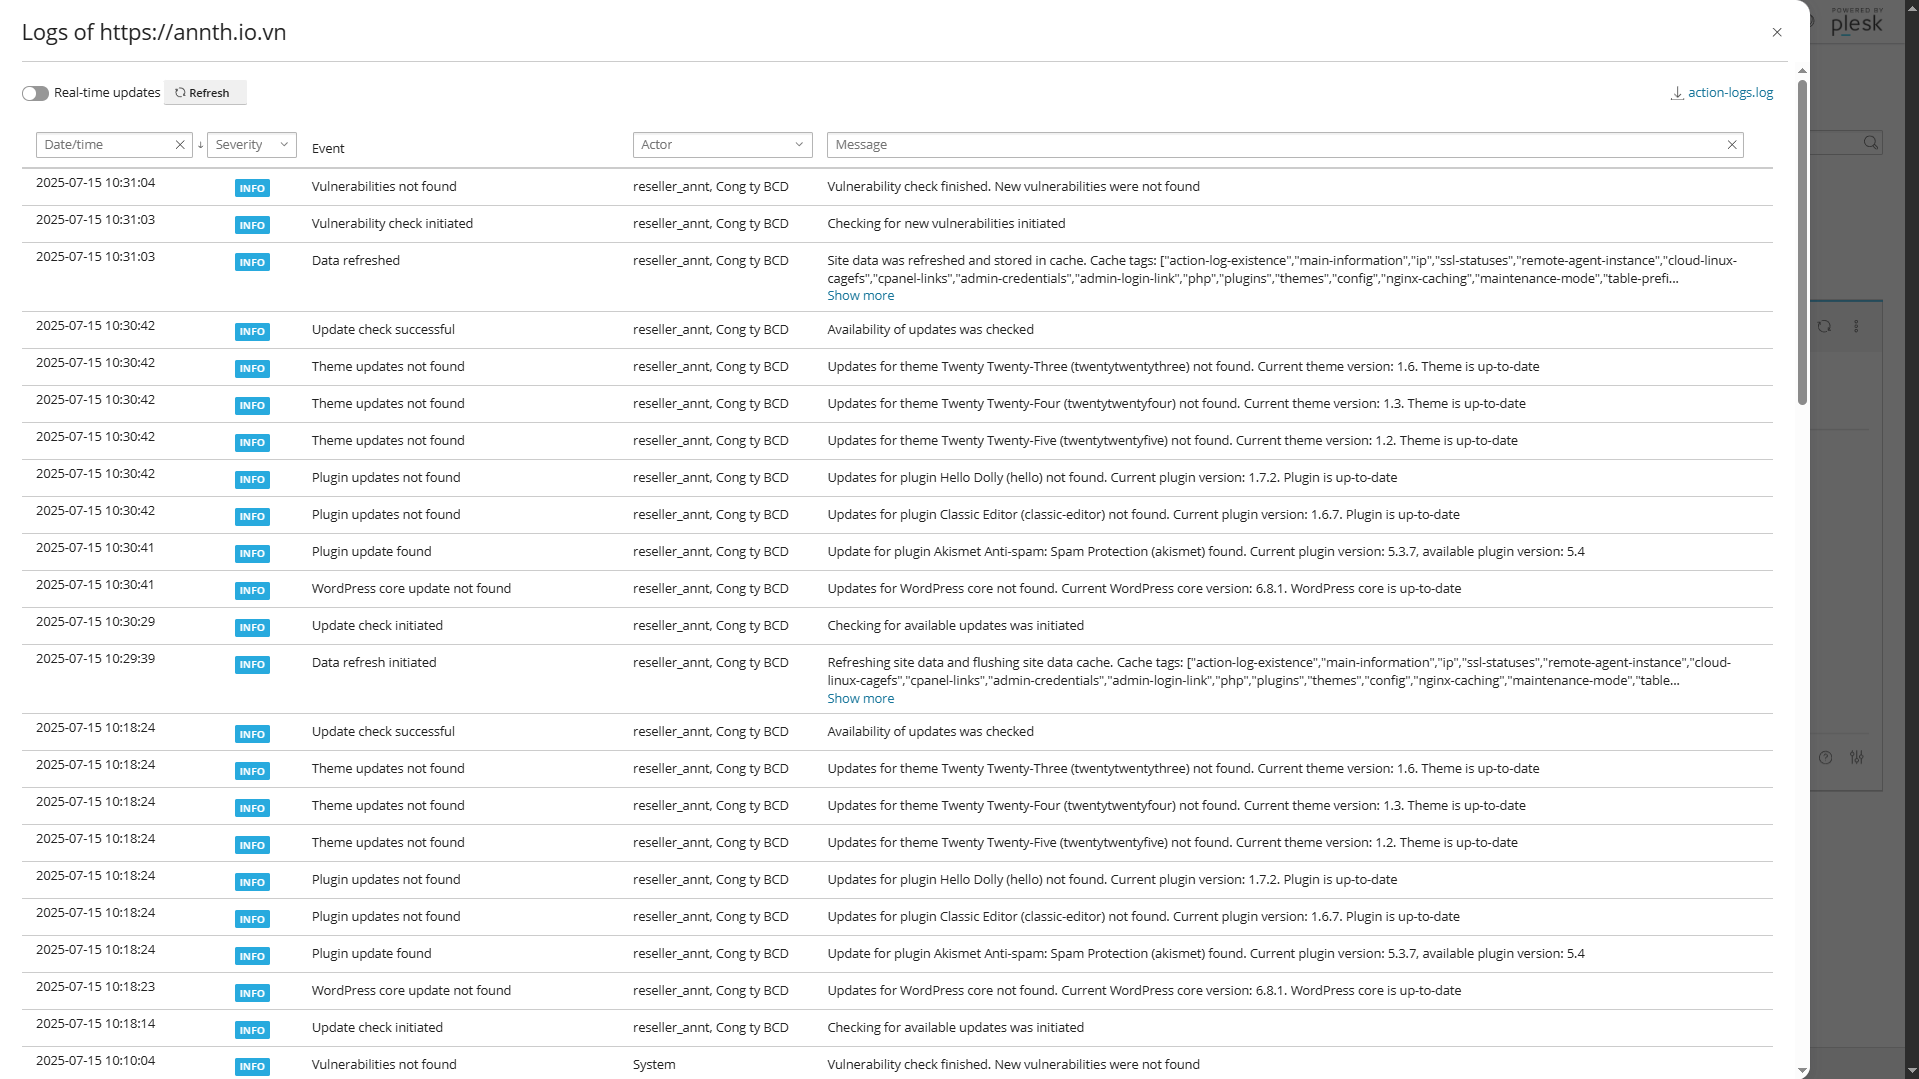 Logs of https://annth.io.vn
POWERED BY
plesk
Real-time updates Refresh action-logs.log
Date/time Severity Event Actor Message
2025-07-15 10:31:04 INFO Vulnerabilities not found reseller_annt, Cong ty BCD Vulnerability check finished. New vulnerabilities were not found
2025-07-15 10:31:03 INFO Vulnerability check initiated reseller_annt, Cong ty BCD Checking for new vulnerabilities initiated
2025-07-15 10:31:03 INFO Data refreshed reseller_annt, Cong ty BCD Site data was refreshed and stored in cache. Cache tags: ["action-log-existence","main-information","ip","ssl-statuses","remote-agent-instance","cloud-linux-
cagefs","cpanel-links","admin-credentials","admin-login-link","php","plugins","themes","config","nginx-caching","maintenance-mode","table-prefi...
Show more
2025-07-15 10:30:42 INFO Update check successful reseller_annt, Cong ty BCD Availability of updates was checked
2025-07-15 10:30:42 INFO Theme updates not found reseller_annt, Cong ty BCD Updates for theme Twenty Twenty-Three (twentytwentythree) not found. Current theme version: 1.6. Theme is up-to-date
2025-07-15 10:30:42 INFO Theme updates not found reseller_annt, Cong ty BCD Updates for theme Twenty Twenty-Four (twentytwentyfour) not found. Current theme version: 1.3. Theme is up-to-date
2025-07-15 10:30:42 INFO Theme updates not found reseller_annt, Cong ty BCD Updates for theme Twenty Twenty-Five (twentytwentyfive) not found. Current theme version: 1.2. Theme is up-to-date
2025-07-15 10:30:42 INFO Plugin updates not found reseller_annt, Cong ty BCD Updates for plugin Hello Dolly (hello) not found. Current plugin version: 1.7.2. Plugin is up-to-date
2025-07-15 10:30:42 INFO Plugin updates not found reseller_annt, Cong ty BCD Updates for plugin Classic Editor (classic-editor) not found. Current plugin version: 1.6.7. Plugin is up-to-date
2025-07-15 10:30:41 INFO Plugin update found reseller_annt, Cong ty BCD Update for plugin Akismet Anti-spam: Spam Protection (akismet) found. Current plugin version: 5.3.7, available plugin version: 5.4
2025-07-15 10:30:41 INFO WordPress core update not found reseller_annt, Cong ty BCD Updates for WordPress core not found. Current WordPress core version: 6.8.1. WordPress core is up-to-date
2025-07-15 10:30:29 INFO Update check initiated reseller_annt, Cong ty BCD Checking for available updates was initiated
2025-07-15 10:29:39 INFO Data refresh initiated reseller_annt, Cong ty BCD Refreshing site data and flushing site data cache. Cache tags: ["action-log-existence","main-information","ip","ssl-statuses","remote-agent-instance","cloud-
linux-cagefs","cpanel-links","admin-credentials","admin-login-link","php","plugins","themes","config","nginx-caching","maintenance-mode","table...
Show more
2025-07-15 10:18:24 INFO Update check successful reseller_annt, Cong ty BCD Availability of updates was checked
2025-07-15 10:18:24 INFO Theme updates not found reseller_annt, Cong ty BCD Updates for theme Twenty Twenty-Three (twentytwentythree) not found. Current theme version: 1.6. Theme is up-to-date
2025-07-15 10:18:24 INFO Theme updates not found reseller_annt, Cong ty BCD Updates for theme Twenty Twenty-Four (twentytwentyfour) not found. Current theme version: 1.3. Theme is up-to-date
2025-07-15 10:18:24 INFO Theme updates not found reseller_annt, Cong ty BCD Updates for theme Twenty Twenty-Five (twentytwentyfive) not found. Current theme version: 1.2. Theme is up-to-date
2025-07-15 10:18:24 INFO Plugin updates not found reseller_annt, Cong ty BCD Updates for plugin Hello Dolly (hello) not found. Current plugin version: 1.7.2. Plugin is up-to-date
2025-07-15 10:18:24 INFO Plugin updates not found reseller_annt, Cong ty BCD Updates for plugin Classic Editor (classic-editor) not found. Current plugin version: 1.6.7. Plugin is up-to-date
2025-07-15 10:18:24 INFO Plugin update found reseller_annt, Cong ty BCD Update for plugin Akismet Anti-spam: Spam Protection (akismet) found. Current plugin version: 5.3.7, available plugin version: 5.4
2025-07-15 10:18:23 INFO WordPress core update not found reseller_annt, Cong ty BCD Updates for WordPress core not found. Current WordPress core version: 6.8.1. WordPress core is up-to-date
2025-07-15 10:18:14 INFO Update check initiated reseller_annt, Cong ty BCD Checking for available updates was initiated
2025-07-15 10:10:04 INFO Vulnerabilities not found System Vulnerability check finished. New vulnerabilities were not found